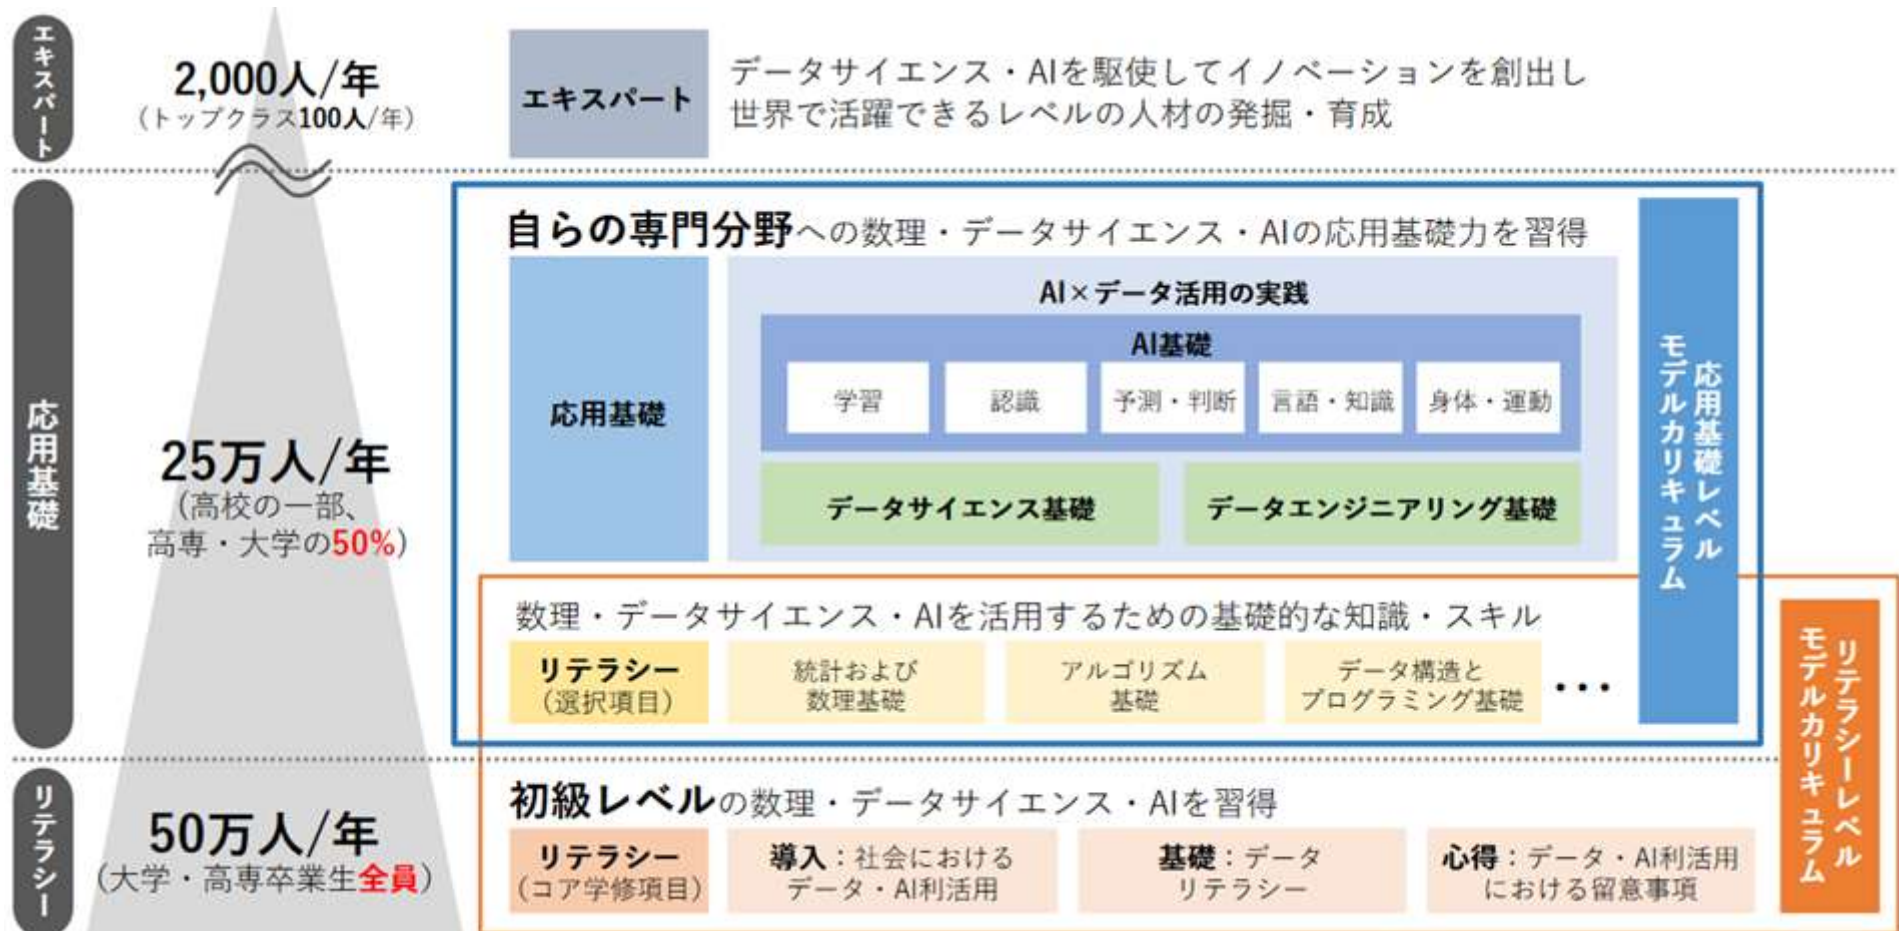 エキスパート
2,000人/年
(トップクラス100人/年)
エキスパート
データサイエンス・AIを駆使してイノベーションを創出し
世界で活躍できるレベルの人材の発掘・育成
応用基礎
25万人/年
(高校の一部、
高専・大学の50%)
自らの専門分野への数理・データサイエンス・AIの応用基礎力を習得
応用基礎
AI×データ活用の実践
AI基礎
学習
認識
予測・判断
言語・知識
身体・運動
データサイエンス基礎
データエンジニアリング基礎
応用基礎レベル
モデルカリキュラム
数理・データサイエンス・AIを活用するための基礎的な知識・スキル
リテラシー
(選択項目)
統計および
数理基礎
アルゴリズム
基礎
データ構造と
プログラミング基礎
・・・
リテラシーレベル
モデルカリキュラム
リテラシー
50万人/年
(大学・高専卒業生全員)
初級レベルの数理・データサイエンス・AIを習得
リテラシー
(コア学修項目)
導入:社会における
データ・AI利活用
基礎:データ
リテラシー
心得:データ・AI利活用
における留意事項